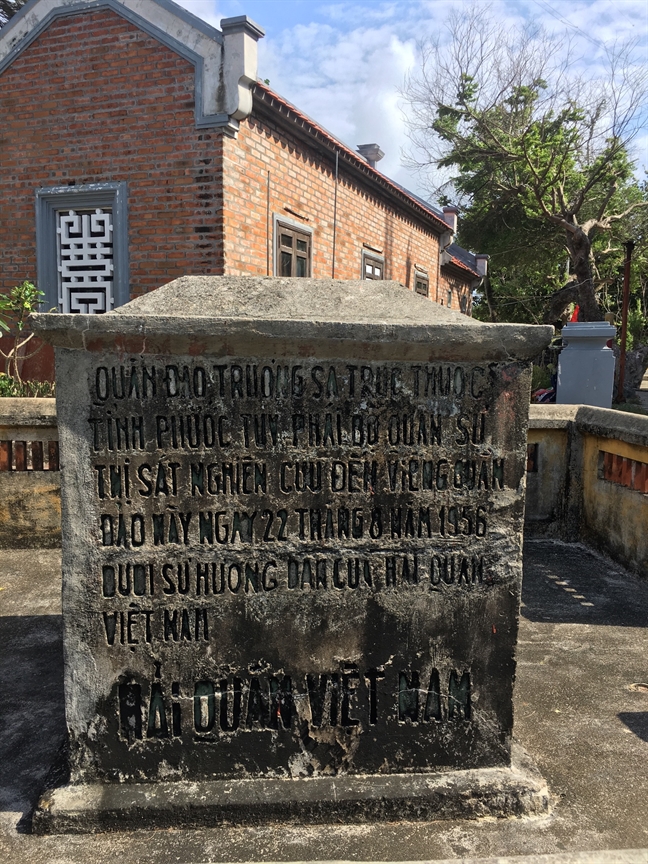 QUẦN ĐẢO TRƯỜNG SA TRỰC THUỘC
TỈNH PHƯỚC TUY PHÁI BỘ QUÂN SỰ
THỊ SÁT NGHIÊN CỨU ĐẾN VIẾNG QUẦN
ĐẢO NÀY NGÀY 22 THÁNG 8 NĂM 1956
DƯỚI SỰ HƯỚNG DẪN CỦA HẢI QUÂN
VIỆT NAM
HẢI QUÂN VIỆT NAM